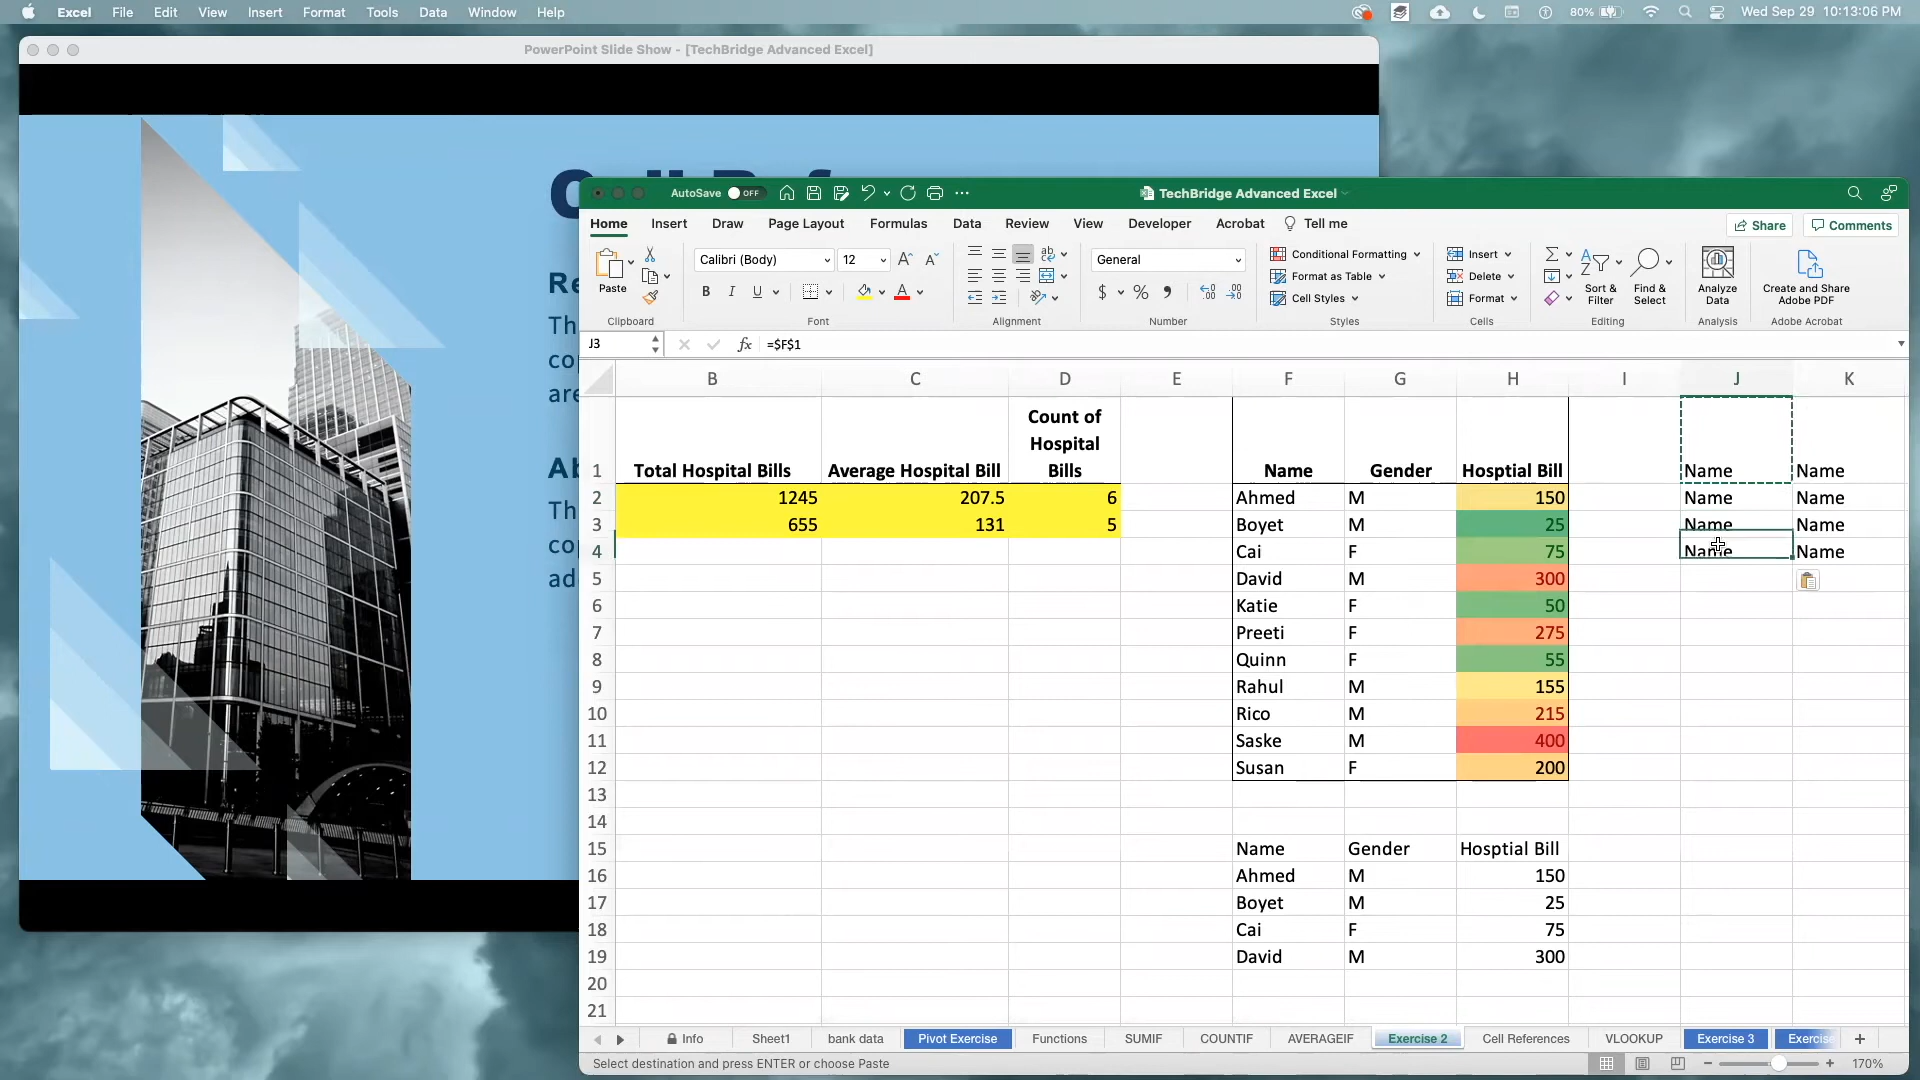 Excel File Edit View Insert Format Tools Data Window Help 80% Wed Sep 29 10:13:06 PM
PowerPoint Slide Show - [TechBridge Advanced Excel]
AutoSave OFF TechBridge Advanced Excel
Home Insert Draw Page Layout Formulas Data Review View Developer Acrobat Tell me Share Comments
Paste Calibri (Body) 12 General Conditional Formatting Insert
Format as Table Delete
B I U $ % Cell Styles Format
Sort & Filter Find & Select Analyze Data Create and Share Adobe PDF
Clipboard Font Alignment Number Styles Cells Editing Analysis Adobe Acrobat
J3 fx =$F$1
B C D E F G H I J K
1 Total Hospital Bills Average Hospital Bill Count of Hospital Bills Name Gender Hosptial Bill Name Name
2 1245 207.5 6 Ahmed M 150 Name Name
3 655 131 5 Boyet M 25 Name Name
4 Cai F 75 Name Name
5 David M 300
6 Katie F 50
7 Preeti F 275
8 Quinn F 55
9 Rahul M 155
10 Rico M 215
11 Saske M 400
12 Susan F 200
13
14
15 Name Gender Hosptial Bill
16 Ahmed M 150
17 Boyet M 25
18 Cai F 75
19 David M 300
20
21
Info Sheet1 bank data Pivot Exercise Functions SUMIF COUNTIF AVERAGEIF Exercise 2 Cell References VLOOKUP Exercise 3
Select destination and press ENTER or choose Paste 170%